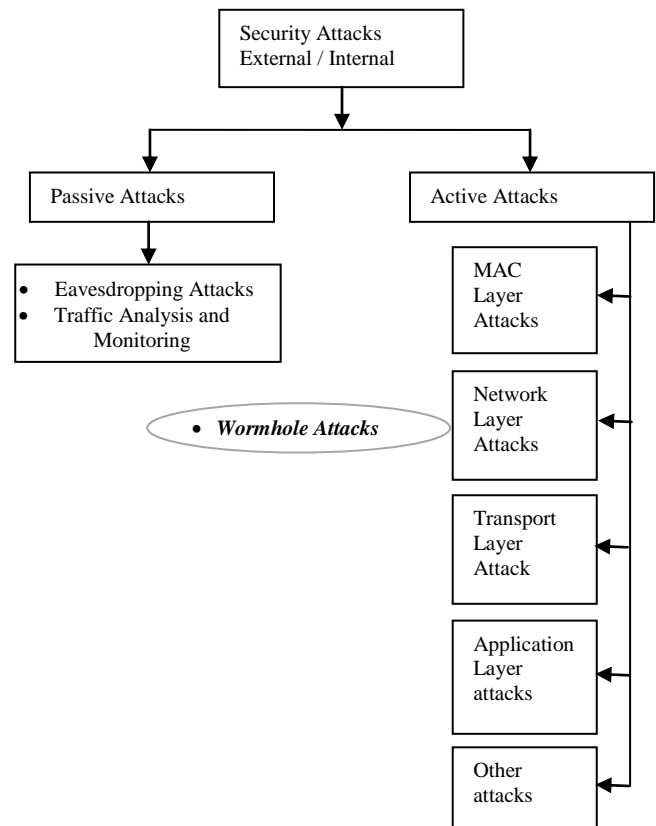 Security Attacks
External / Internal
Passive Attacks
Active Attacks
• Eavesdropping Attacks
• Traffic Analysis and
Monitoring
MAC
Layer
Attacks
• Wormhole Attacks
Network
Layer
Attacks
Transport
Layer
Attack
Application
Layer
attacks
Other
attacks